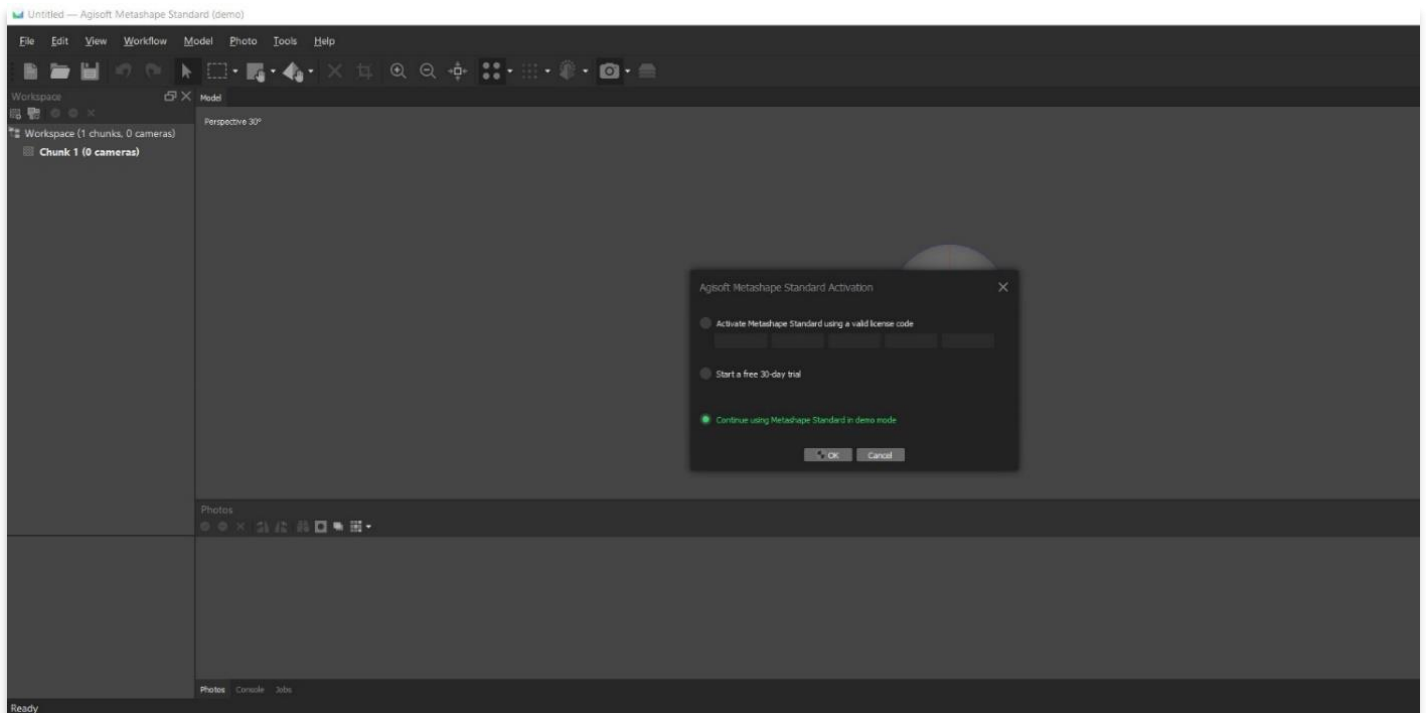 Untitled — Agisoft Metashape Standard (demo)
File Edit View Workflow Model Photo Tools Help
Workspace
Model
Workspace (1 chunks, 0 cameras)
Chunk 1 (0 cameras)
Perspective 30°
Agisoft Metashape Standard Activation
Activate Metashape Standard using a valid license code
Start a free 30-day trial
Continue using Metashape Standard in demo mode
OK Cancel
Photos
Photos Console Jobs
Ready